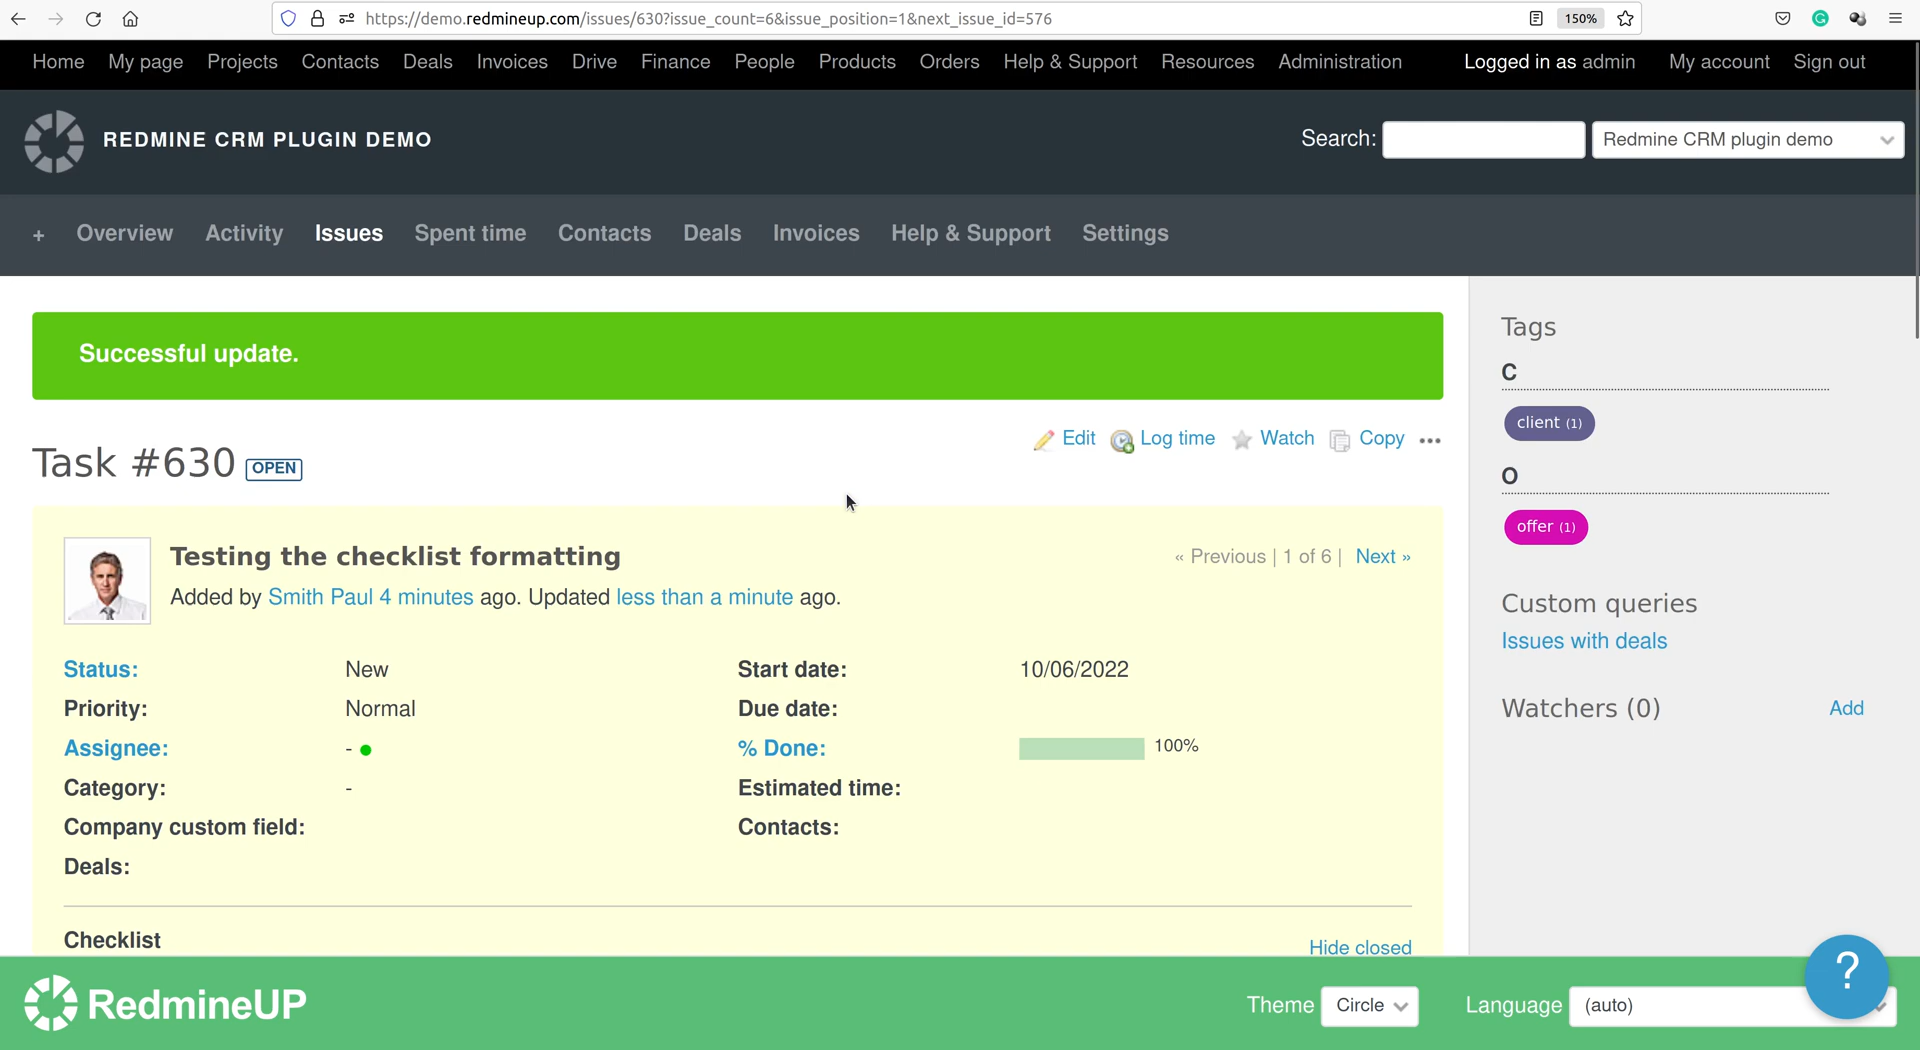 https://demo.redmineup.com/issues/630?issue_count=6&issue_position=1&next_issue_id=576 150%
Home My page Projects Contacts Deals Invoices Drive Finance People Products Orders Help & Support Resources Administration Logged in as admin My account Sign out
REDMINE CRM PLUGIN DEMO Search: Redmine CRM plugin demo
+ Overview Activity Issues Spent time Contacts Deals Invoices Help & Support Settings
Successful update.
Edit Log time Watch Copy •••
Task #630 OPEN
Testing the checklist formatting « Previous | 1 of 6 | Next »
Added by Smith Paul 4 minutes ago. Updated less than a minute ago.
Status: New Start date: 10/06/2022
Priority: Normal Due date:
Assignee: - % Done: 100%
Category: - Estimated time:
Company custom field: Contacts:
Deals:
Checklist Hide closed
Tags
C
client (1)
O
offer (1)
Custom queries
Issues with deals
Watchers (0) Add
?
RedmineUP Theme Circle Language (auto)